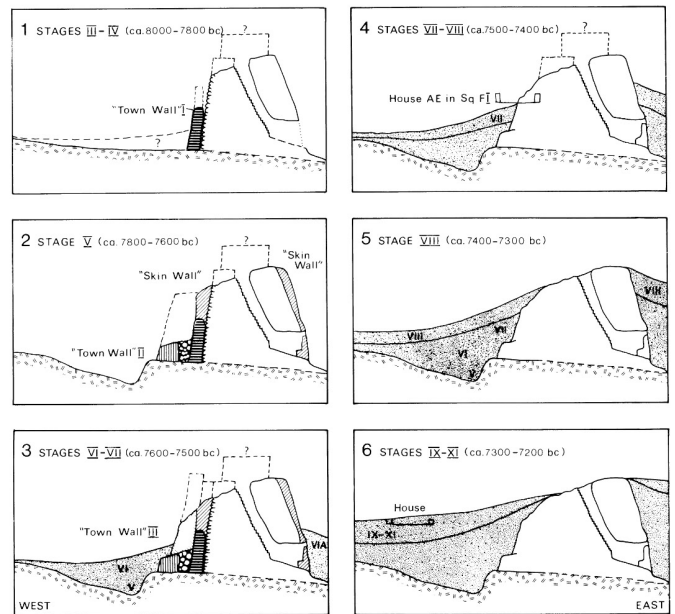 1 STAGES III-IV (ca. 8000-7800 bc)
?
"Town Wall" I
?
2 STAGE V (ca. 7800-7600 bc)
?
"Skin Wall"
"Skin Wall"
"Town Wall" II
3 STAGES VI-VII (ca. 7600-7500 bc)
?
"Town Wall" III
VI
V
VIA
WEST
4 STAGES VII-VIII (ca. 7500-7400 bc)
?
House AE in Sq FI
VII
5 STAGE VIII (ca. 7400-7300 bc)
VIII
VIII
VII
VI
V
6 STAGES IX-XI (ca. 7300-7200 bc)
House
IX-XI
EAST